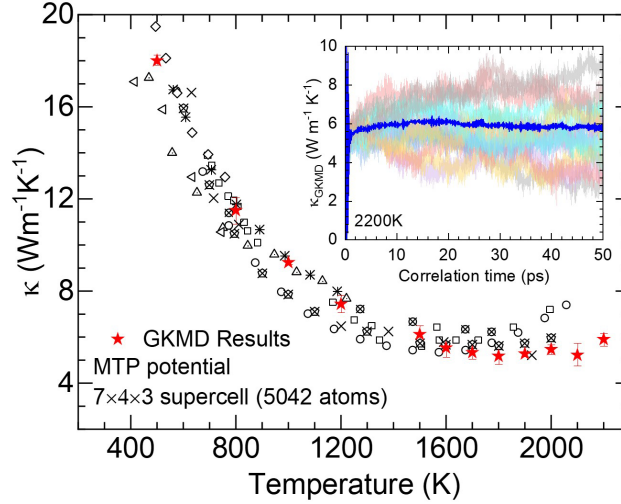 20
16
12
8
4
κ (Wm⁻¹K⁻¹)
400 800 1200 1600 2000
Temperature (K)
GKMD Results
MTP potential
7×4×3 supercell (5042 atoms)
10
8
6
4
2
0
κGKMD (W m⁻¹ K⁻¹)
2200K
0 10 20 30 40 50
Correlation time (ps)